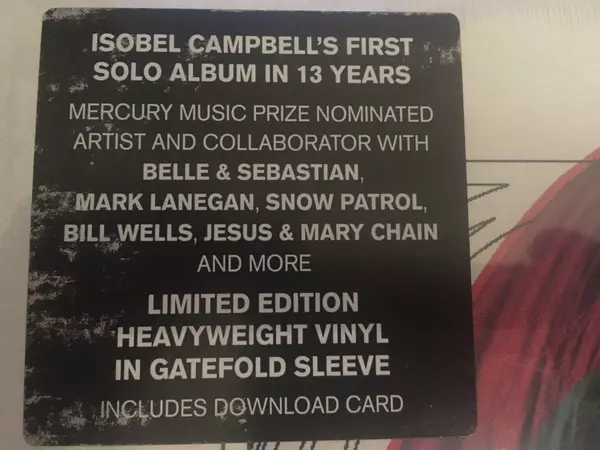 ISOBEL CAMPBELL'S FIRST
SOLO ALBUM IN 13 YEARS
MERCURY MUSIC PRIZE NOMINATED
ARTIST AND COLLABORATOR WITH
BELLE & SEBASTIAN,
MARK LANEGAN, SNOW PATROL,
BILL WELLS, JESUS & MARY CHAIN
AND MORE
LIMITED EDITION
HEAVYWEIGHT VINYL
IN GATEFOLD SLEEVE
INCLUDES DOWNLOAD CARD